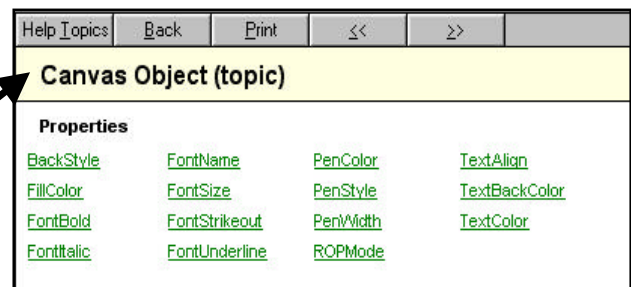 Help Topics Back Print << >>
Canvas Object (topic)
Properties
BackStyle FontName PenColor TextAlign
FillColor FontSize PenStyle TextBackColor
FontBold FontStrikeout PenWidth TextColor
FontItalic FontUnderline ROPMode